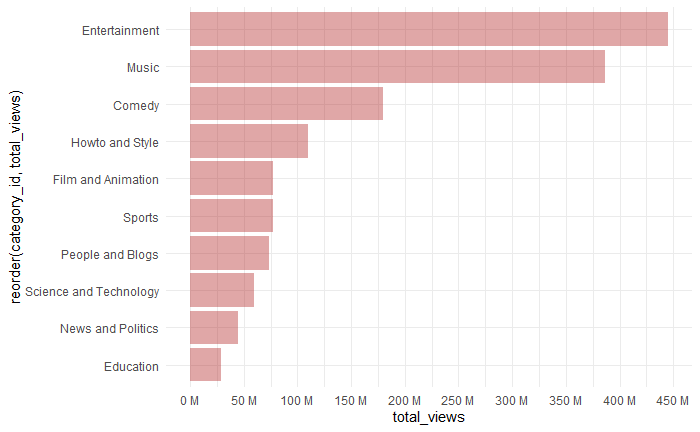 reorder(category_id, total_views)
Entertainment
Music
Comedy
Howto and Style
Film and Animation
Sports
People and Blogs
Science and Technology
News and Politics
Education
0 M 50 M 100 M 150 M 200 M 250 M 300 M 350 M 400 M 450 M
total_views